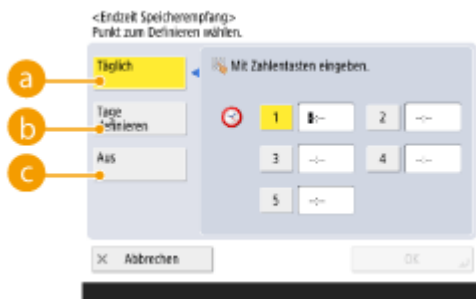 <Endzeit Speicherempfang>
Punkt zum Definieren wählen.
a
Täglich
Mit Zahlentasten eingeben.
b
Tage
definieren
1
--:--
2
--:--
c
Aus
3
--:--
4
--:--
5
--:--
× Abbrechen
OK